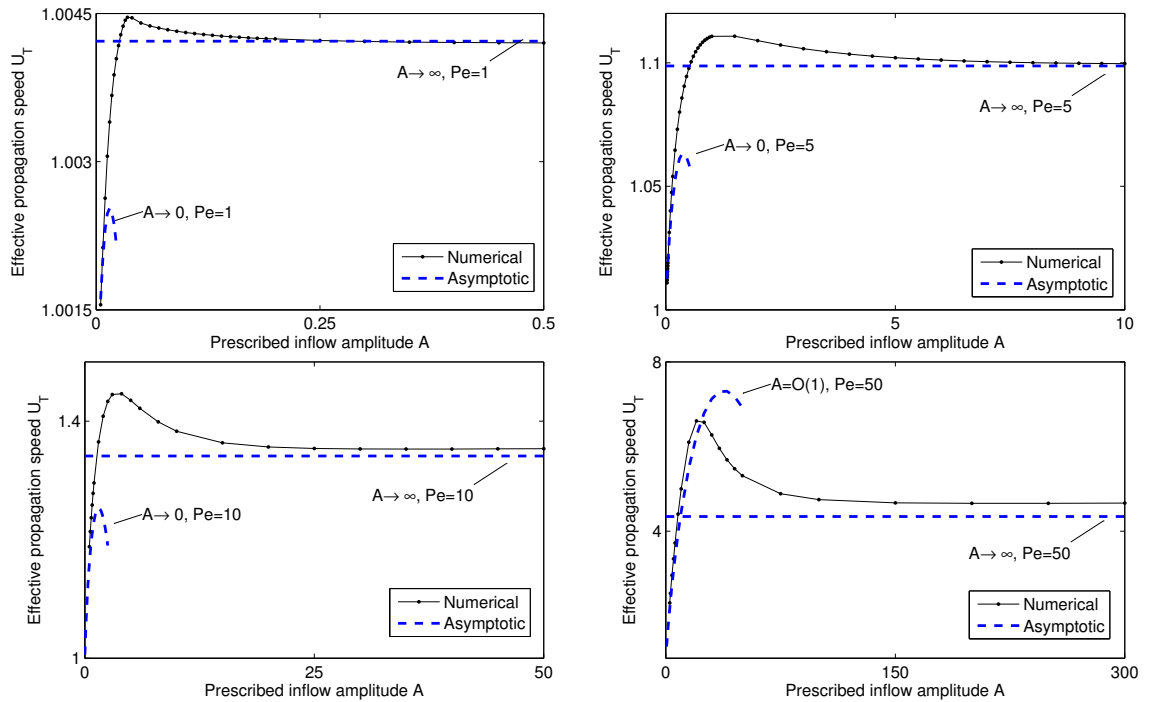 1.0045
1.003
1.0015
0
0.25
0.5
Effective propagation speed U_T
Prescribed inflow amplitude A
A→∞, Pe=1
A→0, Pe=1
Numerical
Asymptotic
1.1
1.05
1
0
5
10
Effective propagation speed U_T
Prescribed inflow amplitude A
A→∞, Pe=5
A→0, Pe=5
Numerical
Asymptotic
1.4
1
0
25
50
Effective propagation speed U_T
Prescribed inflow amplitude A
A→∞, Pe=10
A→0, Pe=10
Numerical
Asymptotic
8
4
0
150
300
Effective propagation speed U_T
Prescribed inflow amplitude A
A=O(1), Pe=50
A→∞, Pe=50
Numerical
Asymptotic